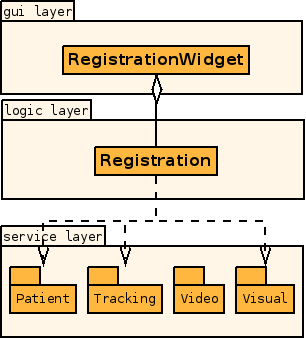 gui layer
RegistrationWidget
logic layer
Registration
service layer
Patient Tracking Video Visual